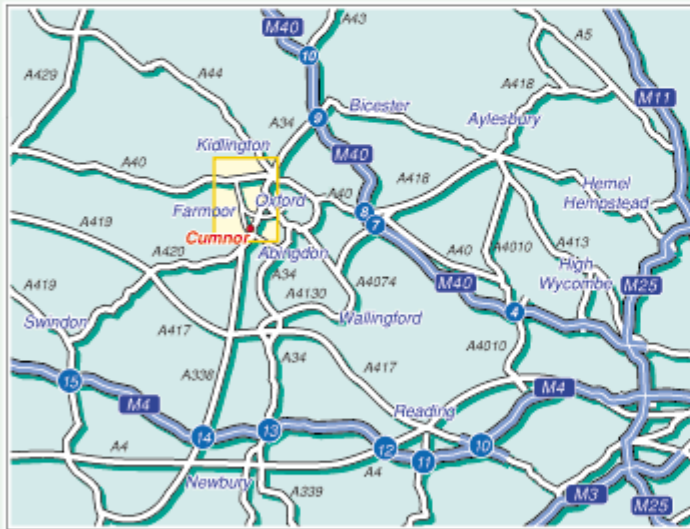 M40
A43
A5
A429
A44
10
A418
M11
9
Bicester
A34
Aylesbury
Kidlington
M40
A40
A418
Hemel
Hempstead
A40
Farmoor
Oxford
8
7
A419
Cumnor
A420
Abingdon
A40
A4010
A413
High
Wycombe
A34
A4074
M40
M25
A419
A4130
Wallingford
4
Swindon
A417
A34
A4010
A417
A338
15
M4
M4
Reading
14
13
12
11
10
A4
A4
Newbury
A339
M3
M25